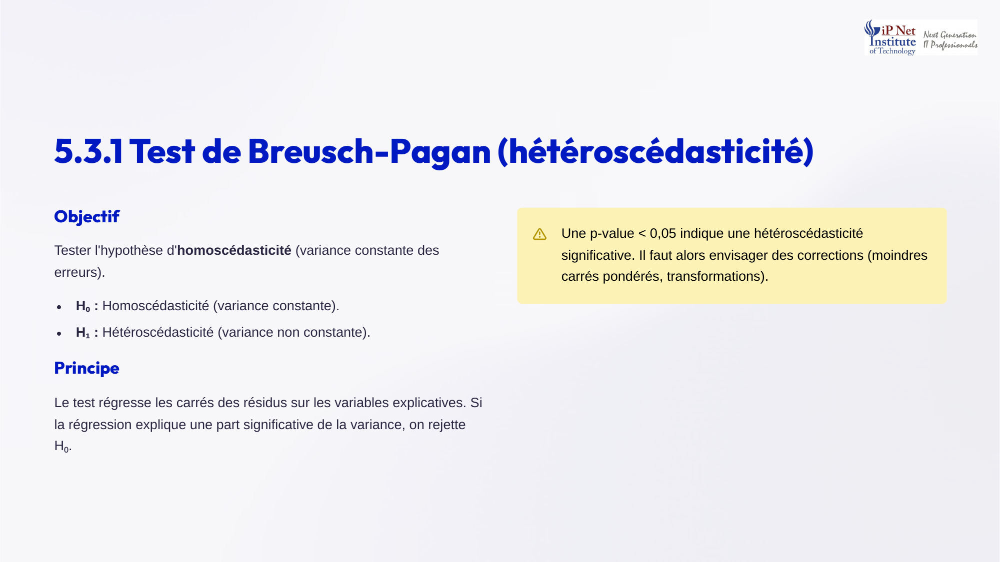 iP Net
Institute
of Technology
Next Generation
IT Professionnels
5.3.1 Test de Breusch-Pagan (hétéroscédasticité)
Objectif
Tester l'hypothèse d'homoscédasticité (variance constante des
erreurs).
• H₀ : Homoscédasticité (variance constante).
• H₁ : Hétéroscédasticité (variance non constante).
Principe
Le test régresse les carrés des résidus sur les variables explicatives. Si
la régression explique une part significative de la variance, on rejette
H₀.
Une p-value < 0,05 indique une hétéroscédasticité
significative. Il faut alors envisager des corrections (moindres
carrés pondérés, transformations).